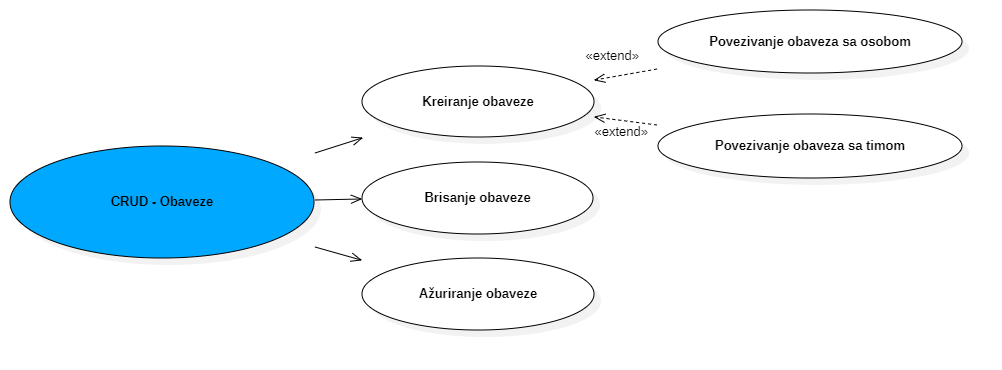 Povezivanje obaveza sa osobom
«extend»
Kreiranje obaveze
«extend»
Povezivanje obaveza sa timom
CRUD - Obaveze
Brisanje obaveze
Ažuriranje obaveze